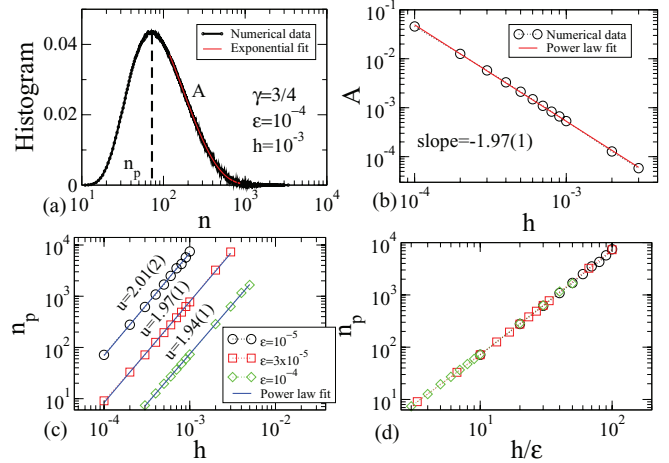 Numerical data
Exponential fit
A
γ=3/4
ε=10^-4
h=10^-3
n_p
Histogram
0.04
0.02
0
10^1
10^2
10^3
10^4
n
(a)
Numerical data
Power law fit
slope=-1.97(1)
A
10^0
10^-1
10^-2
10^-3
10^-4
10^-4
10^-3
h
(b)
u=2.01(2)
u=1.97(1)
u=1.94(1)
ε=10^-5
ε=3x10^-5
ε=10^-4
Power law fit
n_p
10^4
10^3
10^2
10^1
10^-4
10^-3
10^-2
h
(c)
n_p
10^4
10^3
10^2
10^1
10^1
10^2
h/ε
(d)